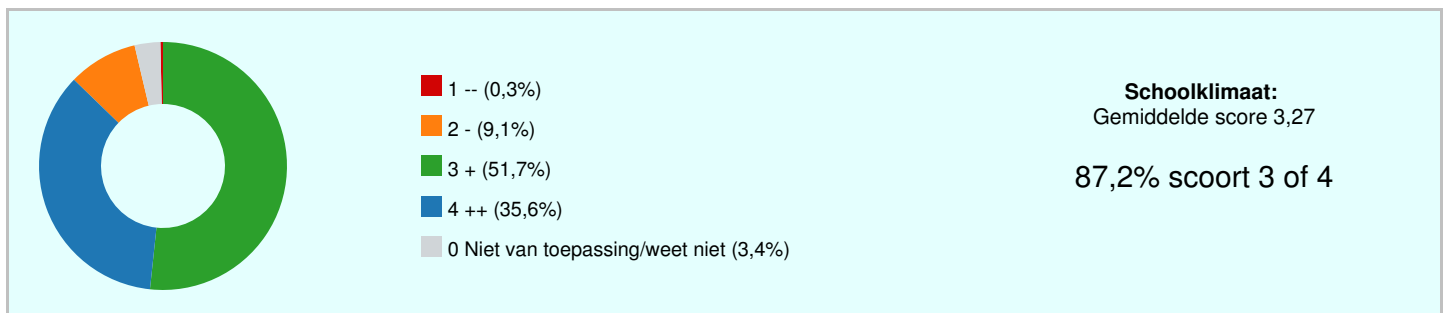 1 -- (0,3%)
2 - (9,1%)
3 + (51,7%)
4 ++ (35,6%)
0 Niet van toepassing/weet niet (3,4%)
Schoolklimaat:
Gemiddelde score 3,27
87,2% scoort 3 of 4